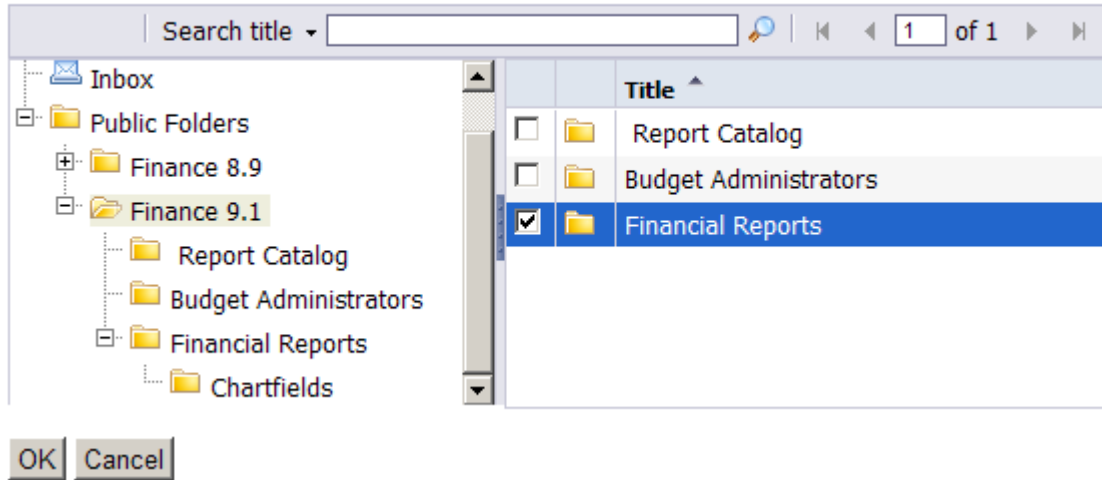 Search title 1 of 1
Inbox
Public Folders
Finance 8.9
Finance 9.1
Report Catalog
Budget Administrators
Financial Reports
Chartfields
Title
Report Catalog
Budget Administrators
Financial Reports
OK Cancel